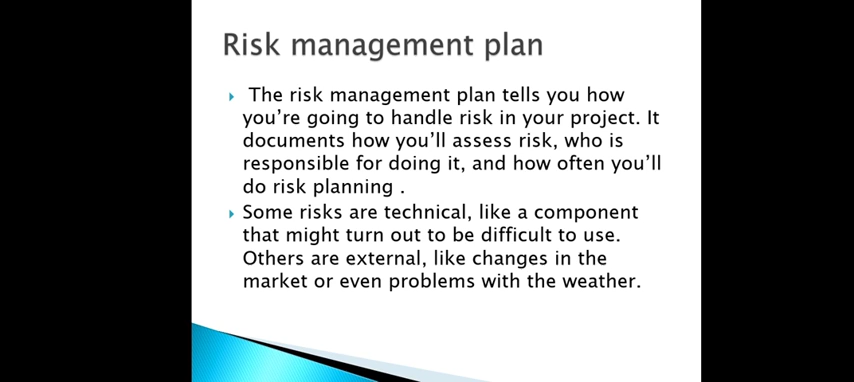 Risk management plan
The risk management plan tells you how
you're going to handle risk in your project. It
documents how you'll assess risk, who is
responsible for doing it, and how often you'll
do risk planning .
Some risks are technical, like a component
that might turn out to be difficult to use.
Others are external, like changes in the
market or even problems with the weather.